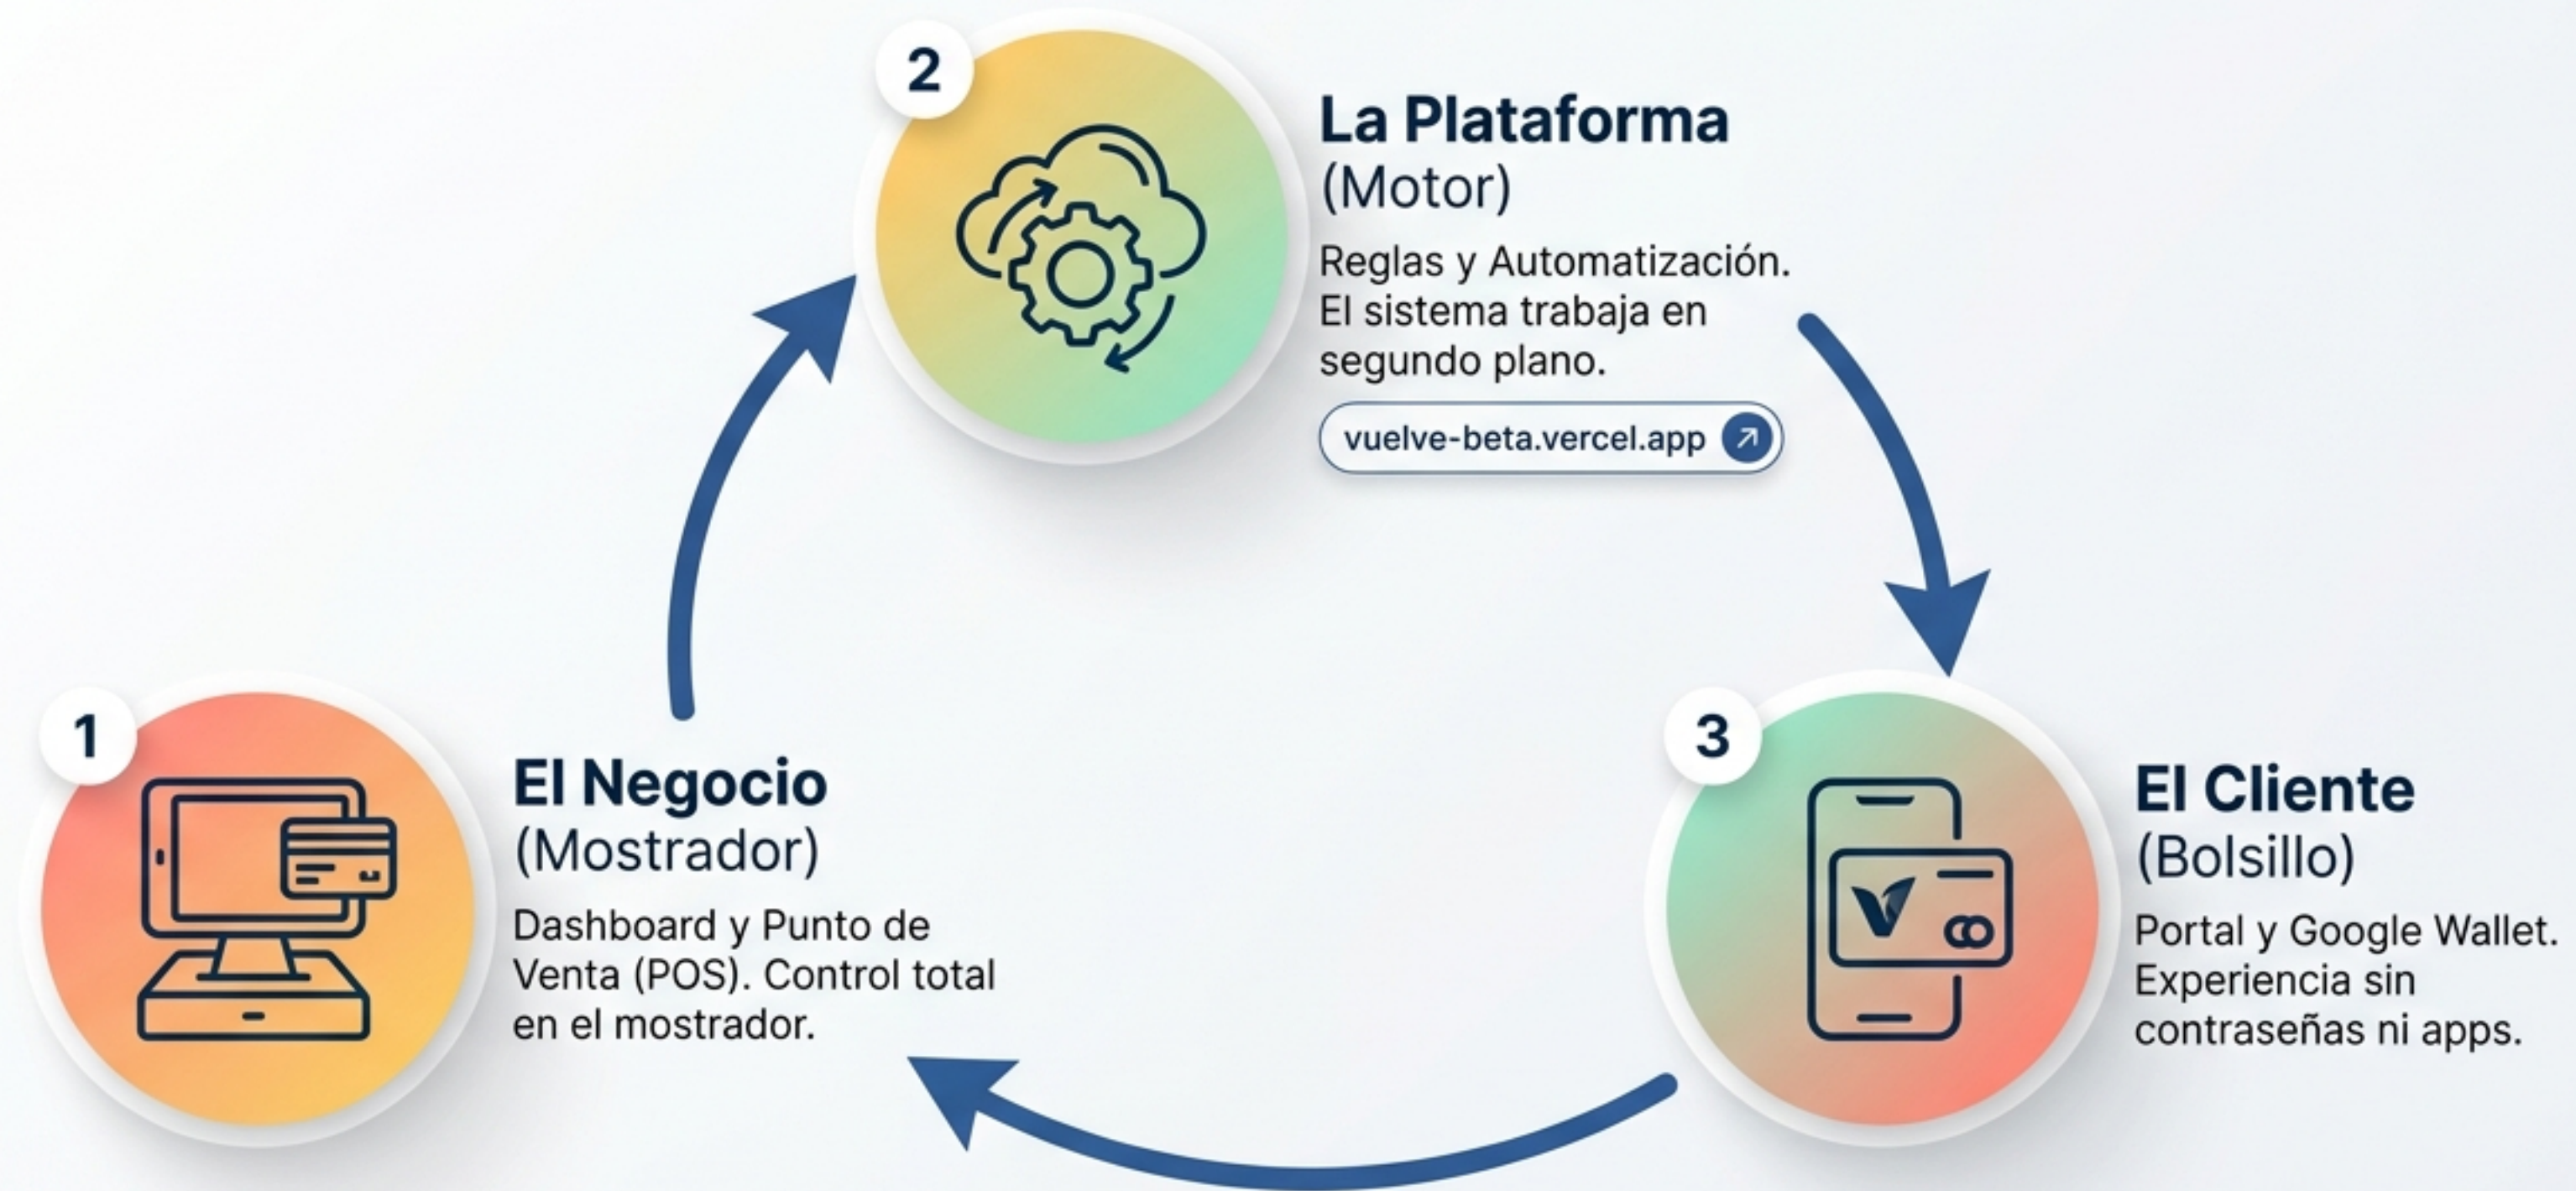 1
El Negocio
(Mostrador)
Dashboard y Punto de
Venta (POS). Control total
en el mostrador.
2
La Plataforma
(Motor)
Reglas y Automatización.
El sistema trabaja en
segundo plano.
vuelve-beta.vercel.app
3
El Cliente
(Bolsillo)
Portal y Google Wallet.
Experiencia sin
contraseñas ni apps.